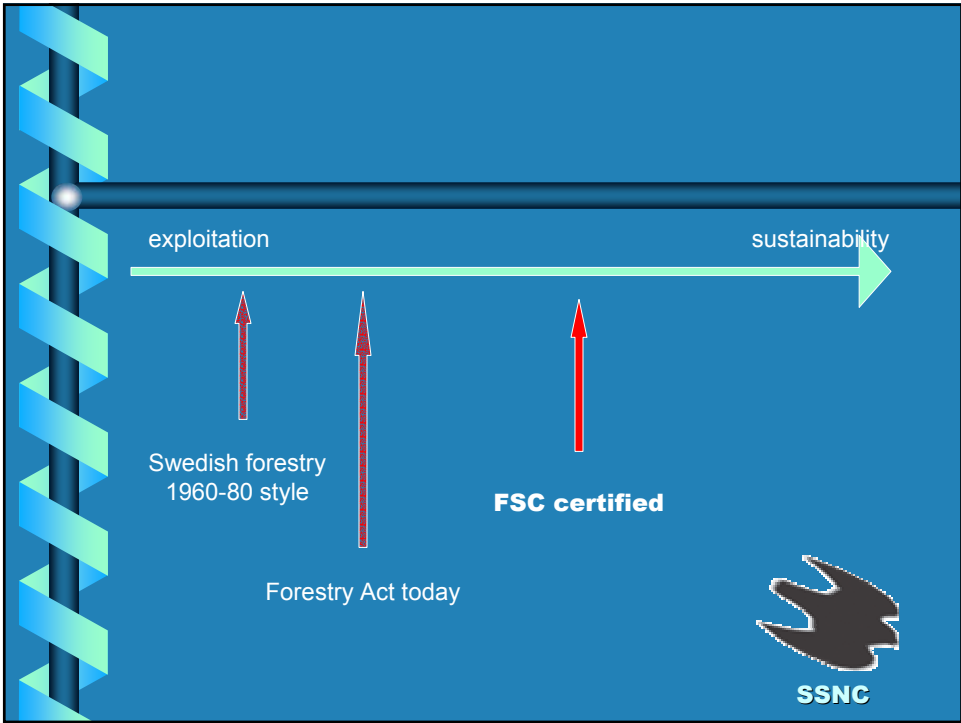 exploitation
sustainability
Swedish forestry
1960-80 style
FSC certified
Forestry Act today
SSNC